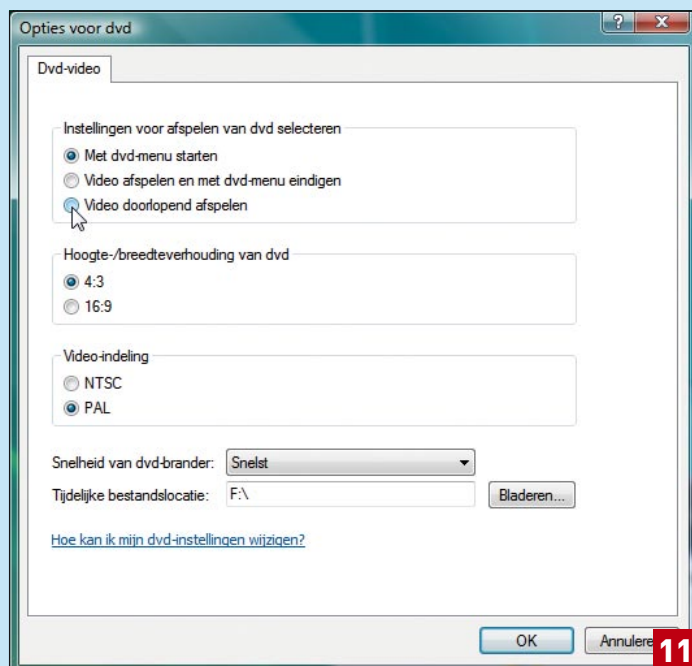 Opties voor dvd
Dvd-video
Instellingen voor afspelen van dvd selecteren
Met dvd-menu starten
Video afspelen en met dvd-menu eindigen
Video doorlopend afspelen
Hoogte-/breedteverhouding van dvd
4:3
16:9
Video-indeling
NTSC
PAL
Snelheid van dvd-brander: Snelst
Tijdelijke bestandslocatie: F:\ Bladeren...
Hoe kan ik mijn dvd-instellingen wijzigen?
OK Annulere
11